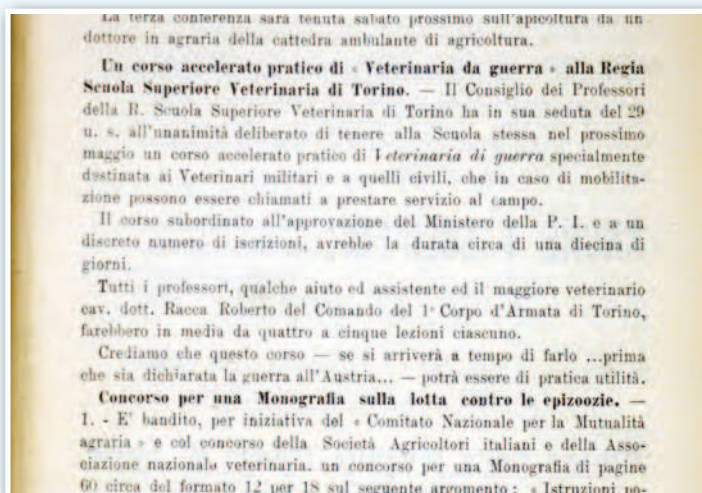 La terza conferenza sarà tenuta sabato prossimo sull'apicoltura da un
dottore in agraria della cattedra ambulante di agricoltura.
Un corso accelerato pratico di « Veterinaria da guerra » alla Regia
Scuola Superiore Veterinaria di Torino. — Il Consiglio dei Professori
della R. Scuola Superiore Veterinaria di Torino ha in sua seduta del 29
u. s. all'unanimità deliberato di tenere alla Scuola stessa nel prossimo
maggio un corso accelerato pratico di Veterinaria di guerra specialmente
destinata ai Veterinari militari e a quelli civili, che in caso di mobilita-
zione possono essere chiamati a prestare servizio al campo.
Il corso subordinato all'approvazione del Ministero della P. I. e a un
discreto numero di iscrizioni, avrebbe la durata circa di una diecina di
giorni.
Tutti i professori, qualche aiuto ed assistente ed il maggiore veterinario
cav. dott. Racca Roberto del Comando del 1º Corpo d'Armata di Torino,
farebbero in media da quattro a cinque lezioni ciascuno.
Crediamo che questo corso — se si arriverà a tempo di farlo ...prima
che sia dichiarata la guerra all'Austria... — potrà essere di pratica utilità.
Concorso per una Monografia sulla lotta contro le epizoozie. —
1. - E' bandito, per iniziativa del « Comitato Nazionale per la Mutualità
agraria » e col concorso della Società Agricoltori italiani e della Asso-
ciazione nazionale veterinaria. un concorso per una Monografia di pagine
60 circa del formato 12 per 18 sul seguente argomento: « Istruzioni po-